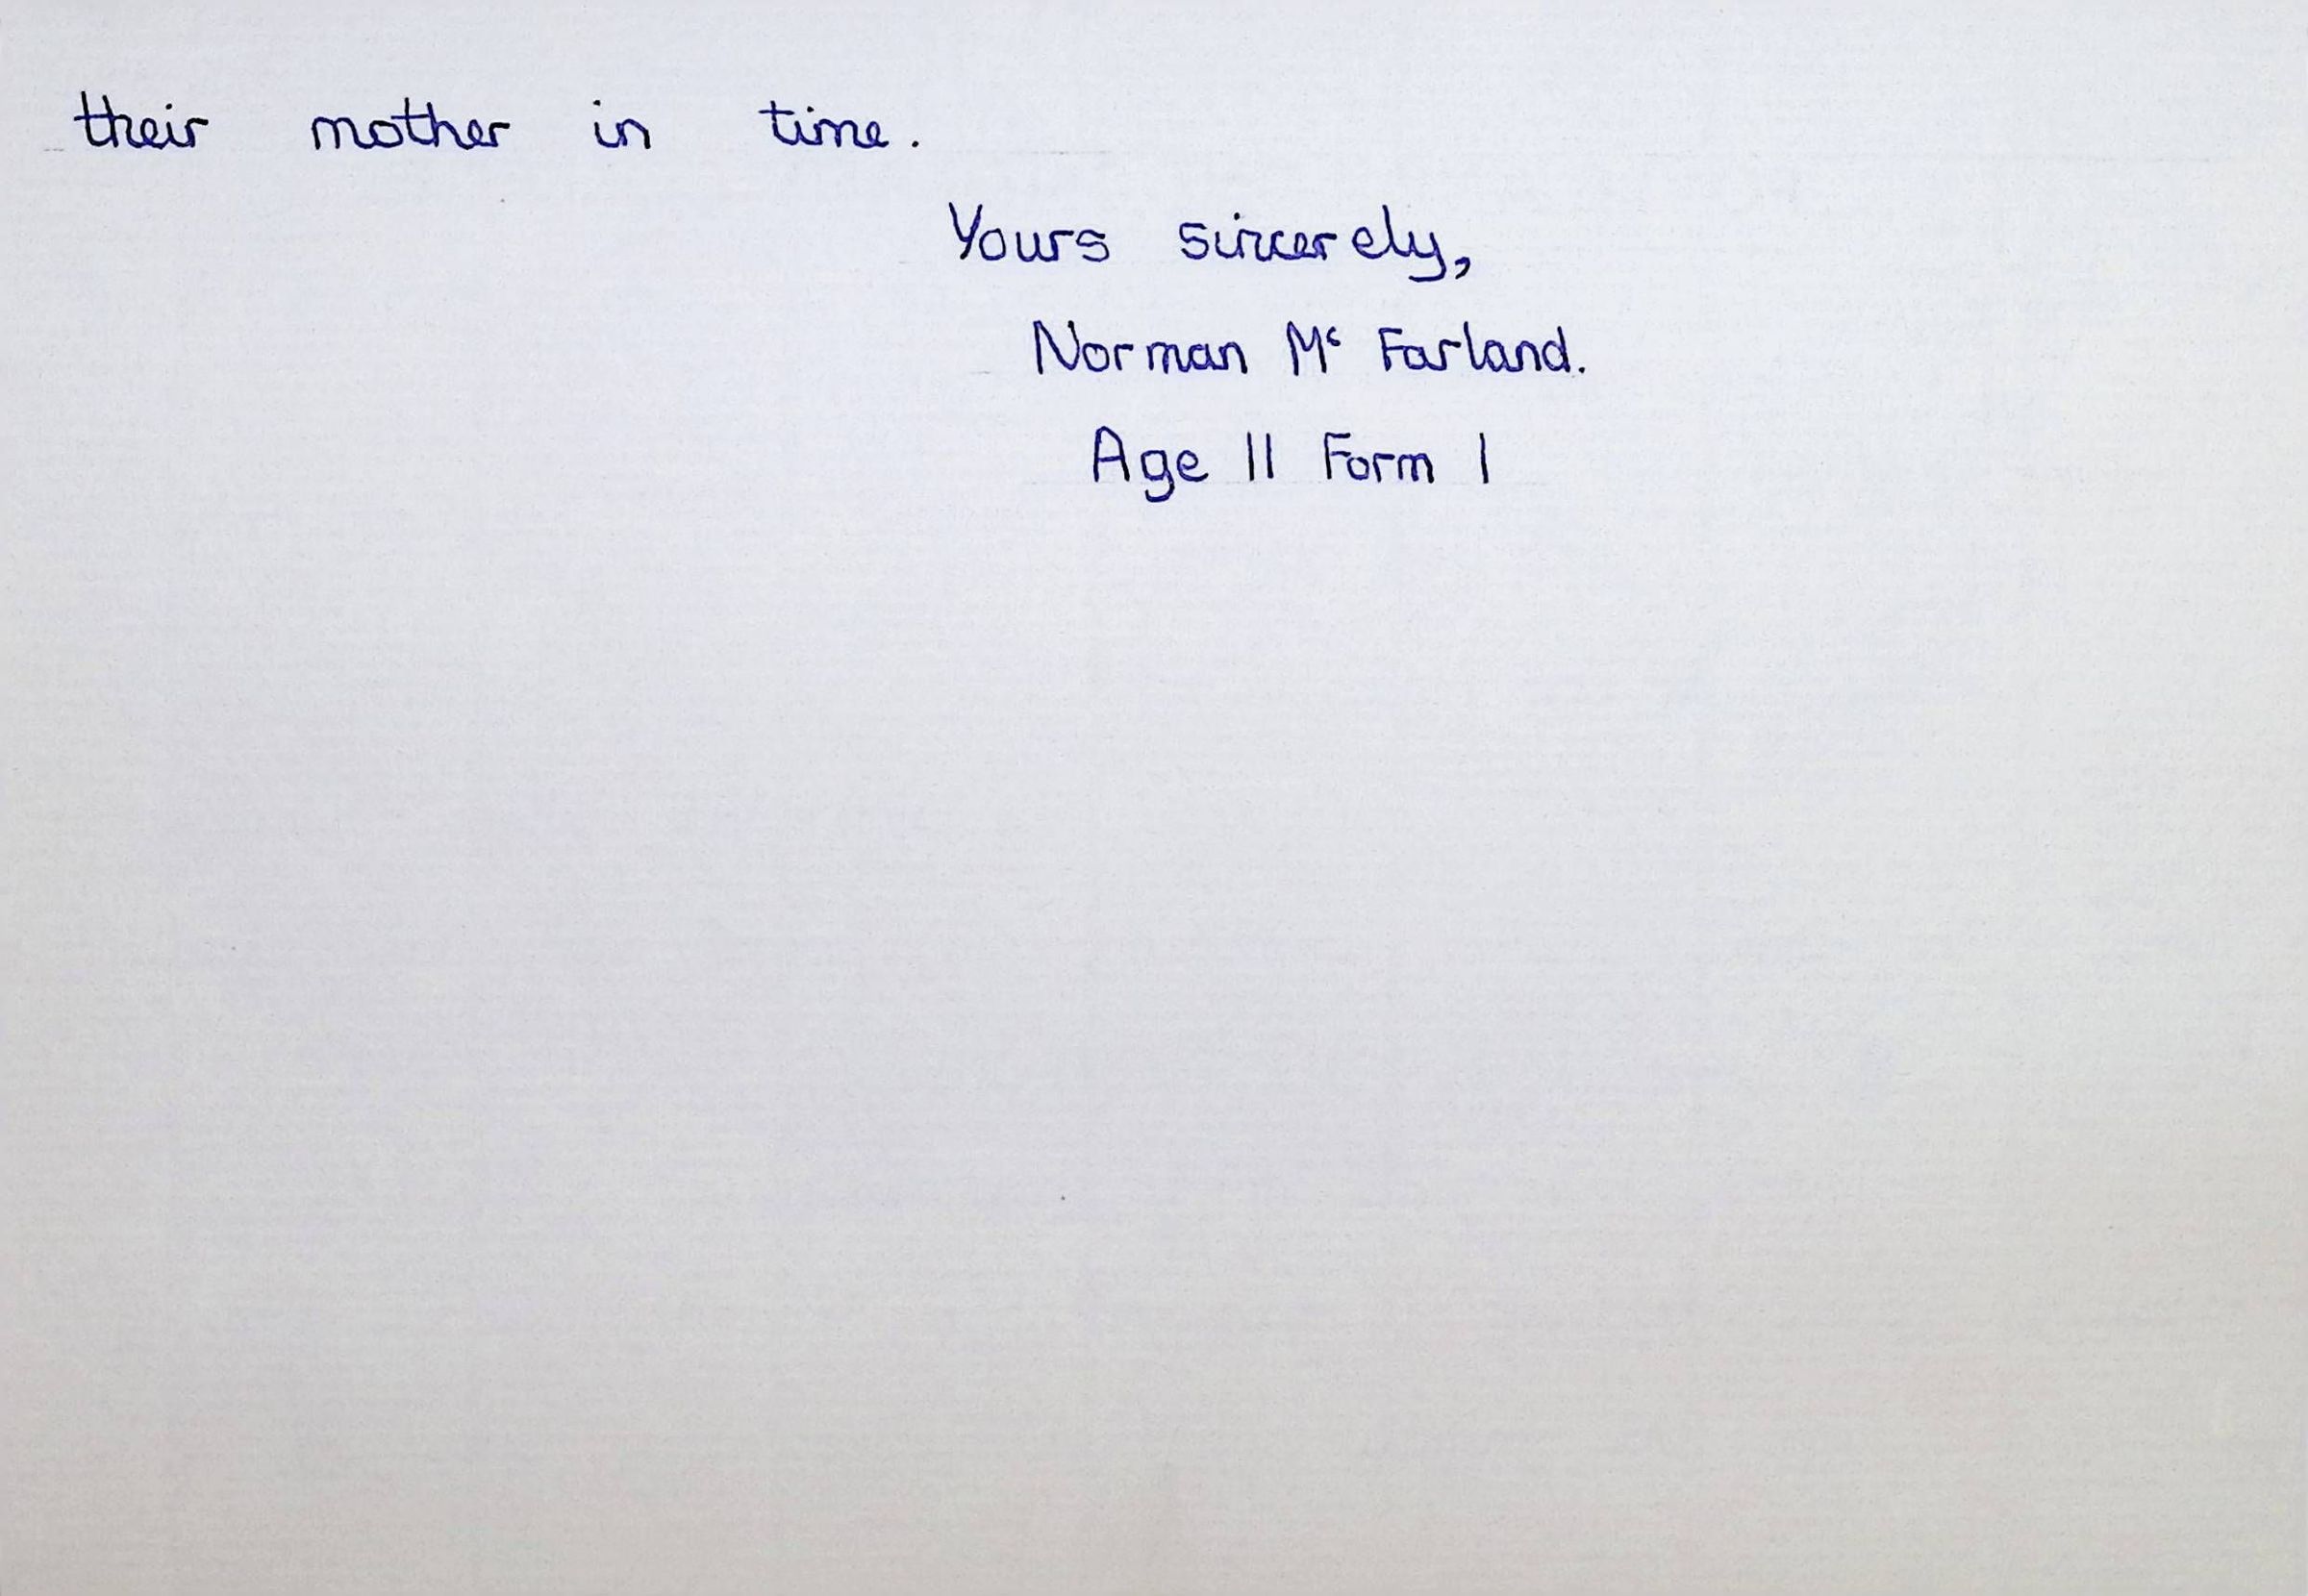 their mother in time.
Yours sincerely,
Norman Mc Farland.
Age 11 Form 1